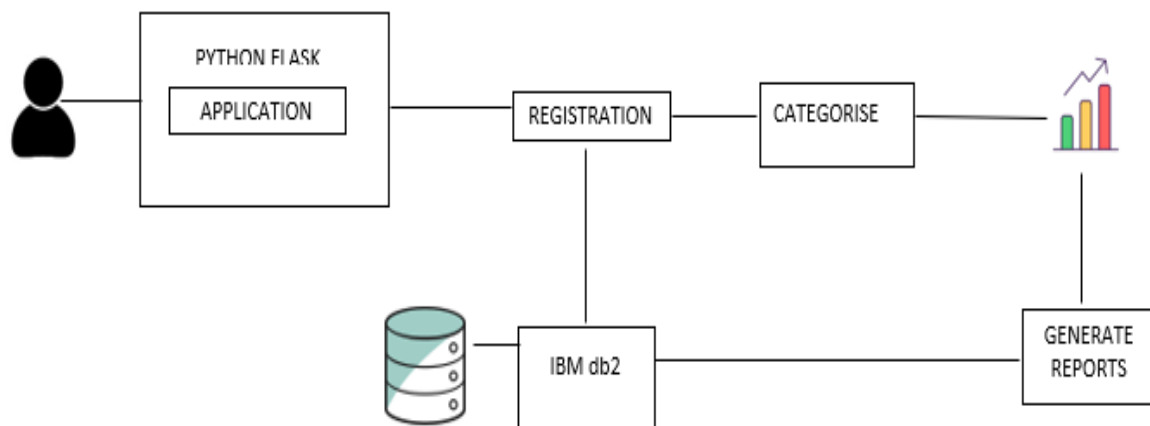 PYTHON FLASK
APPLICATION
REGISTRATION
CATEGORISE
IBM db2
GENERATE
REPORTS